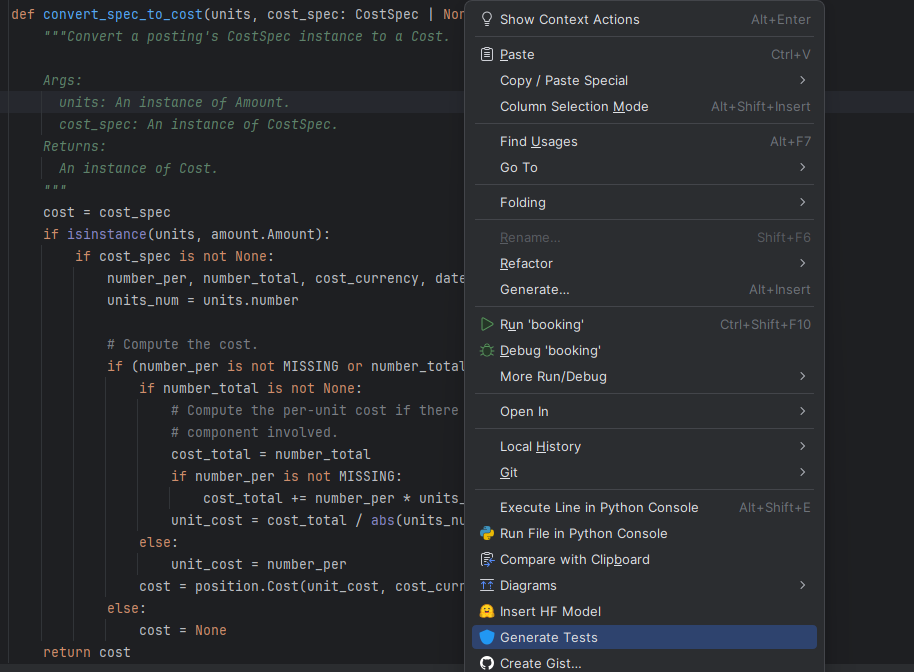 def convert_spec_to_cost(units, cost_spec: CostSpec | Non
"""Convert a posting's CostSpec instance to a Cost.
Args:
units: An instance of Amount.
cost_spec: An instance of CostSpec.
Returns:
An instance of Cost.
"""
cost = cost_spec
if isinstance(units, amount.Amount):
if cost_spec is not None:
number_per, number_total, cost_currency, date
units_num = units.number
# Compute the cost.
if (number_per is not MISSING or number_total
if number_total is not None:
# Compute the per-unit cost if there
# component involved.
cost_total = number_total
if number_per is not MISSING:
cost_total += number_per * units_
unit_cost = cost_total / abs(units_nu
else:
unit_cost = number_per
cost = position.Cost(unit_cost, cost_curr
else:
cost = None
return cost
Show Context Actions Alt+Enter
Paste Ctrl+V
Copy / Paste Special
Column Selection Mode Alt+Shift+Insert
Find Usages Alt+F7
Go To
Folding
Rename... Shift+F6
Refactor
Generate... Alt+Insert
Run 'booking' Ctrl+Shift+F10
Debug 'booking'
More Run/Debug
Open In
Local History
Git
Execute Line in Python Console Alt+Shift+E
Run File in Python Console
Compare with Clipboard
Diagrams
Insert HF Model
Generate Tests
Create Gist...